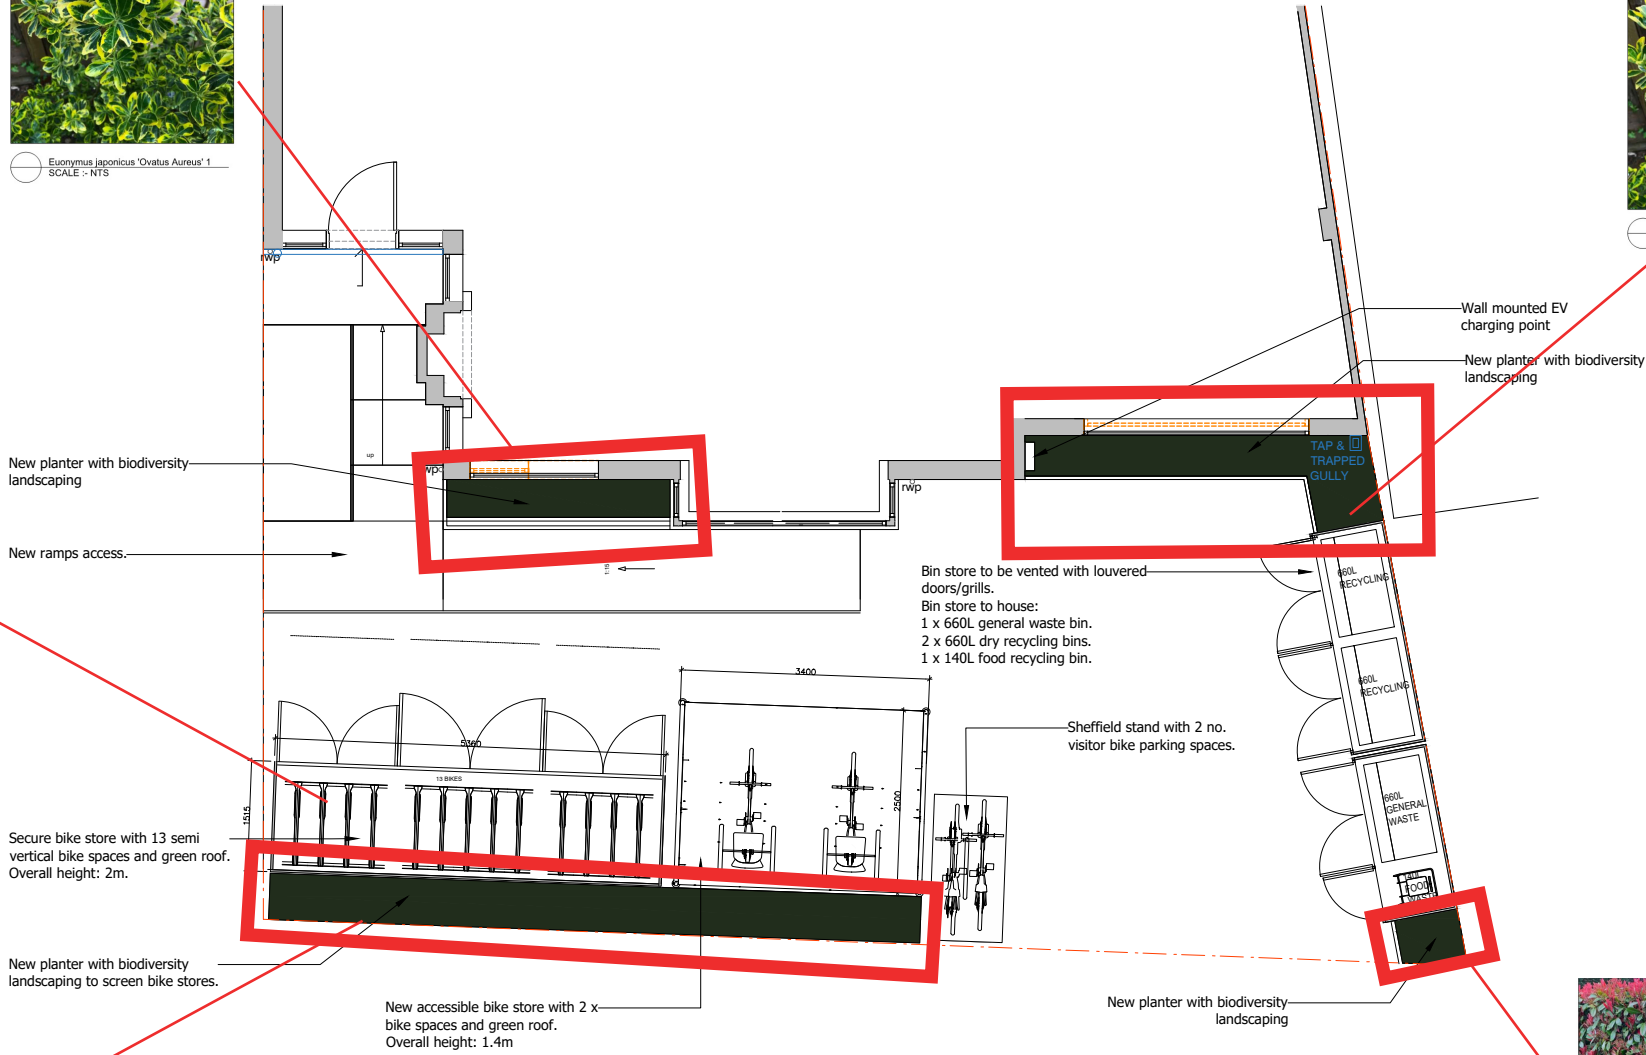 Euonymus japonicus 'Ovatus Aureus' 1
SCALE :- NTS
rwp
up
Wall mounted EV
charging point
New planter with biodiversity
landscaping
TAP &
TRAPPED
GULLY
New planter with biodiversity
landscaping
rwp
rwp
New ramps access.
1:15
Bin store to be vented with louvered
doors/grills.
Bin store to house:
1 x 660L general waste bin.
2 x 660L dry recycling bins.
1 x 140L food recycling bin.
660L
RECYCLING
660L
RECYCLING
3400
Sheffield stand with 2 no.
visitor bike parking spaces.
5360
13 BIKES
2500
1515
660L
GENERAL
WASTE
Secure bike store with 13 semi
vertical bike spaces and green roof.
Overall height: 2m.
140L
FOOD
WASTE
New planter with biodiversity
landscaping to screen bike stores.
New accessible bike store with 2 x
bike spaces and green roof.
Overall height: 1.4m
New planter with biodiversity
landscaping